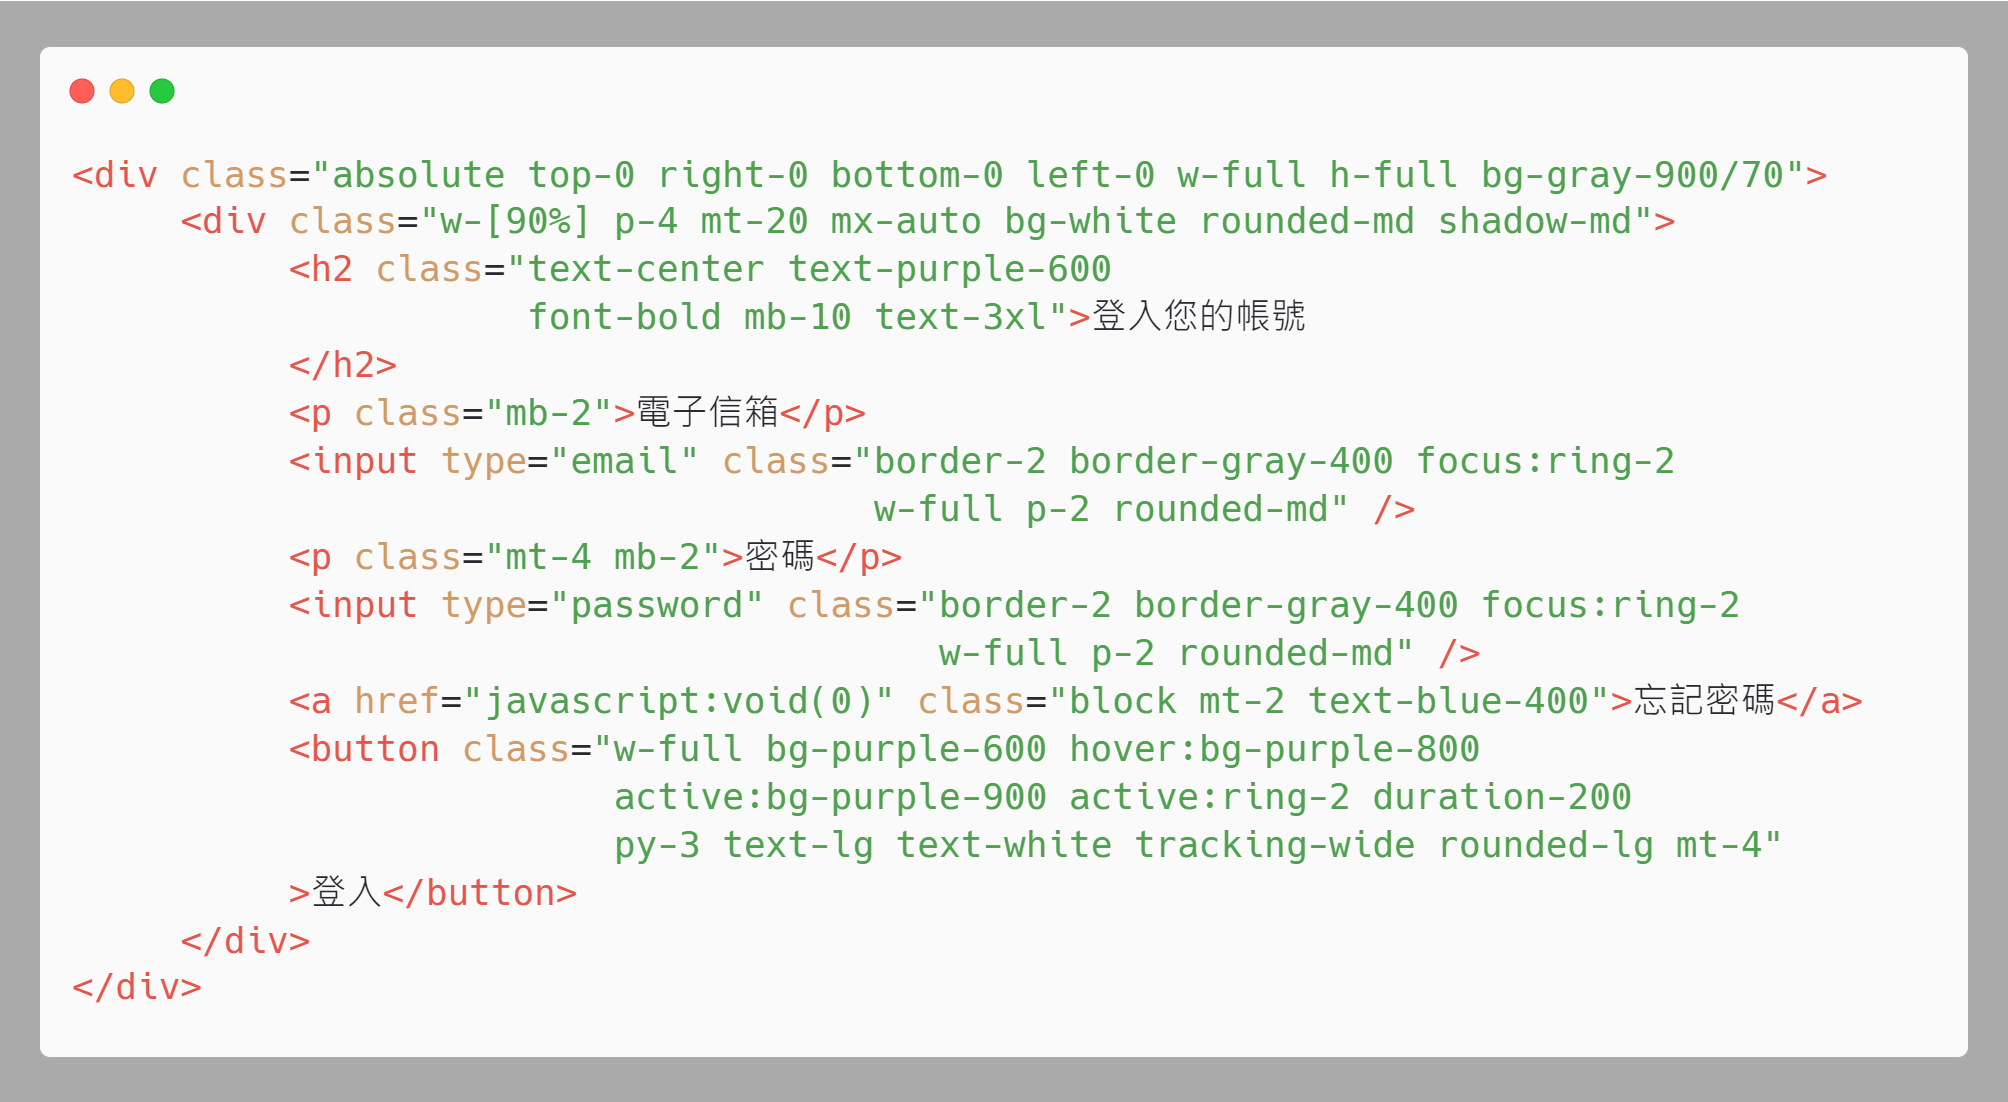 <div class="absolute top-0 right-0 bottom-0 left-0 w-full h-full bg-gray-900/70">
<div class="w-[90%] p-4 mt-20 mx-auto bg-white rounded-md shadow-md">
<h2 class="text-center text-purple-600
font-bold mb-10 text-3xl">登入您的帳號
</h2>
<p class="mb-2">電子信箱</p>
<input type="email" class="border-2 border-gray-400 focus:ring-2
w-full p-2 rounded-md" />
<p class="mt-4 mb-2">密碼</p>
<input type="password" class="border-2 border-gray-400 focus:ring-2
w-full p-2 rounded-md" />
<a href="javascript:void(0)" class="block mt-2 text-blue-400">忘記密碼</a>
<button class="w-full bg-purple-600 hover:bg-purple-800
active:bg-purple-900 active:ring-2 duration-200
py-3 text-lg text-white tracking-wide rounded-lg mt-4"
>登入</button>
</div>
</div>